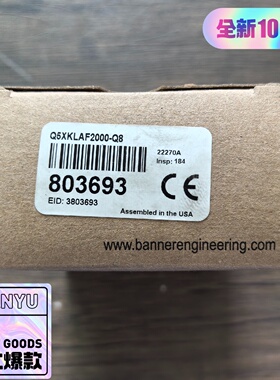 全新10
Q5XKLAF2000-Q8
22270A
Insp: 184
803693
CE
EID: 3803693
Assembled in the USA
www.bannerengineering.com
NYU
GOODS
爆款